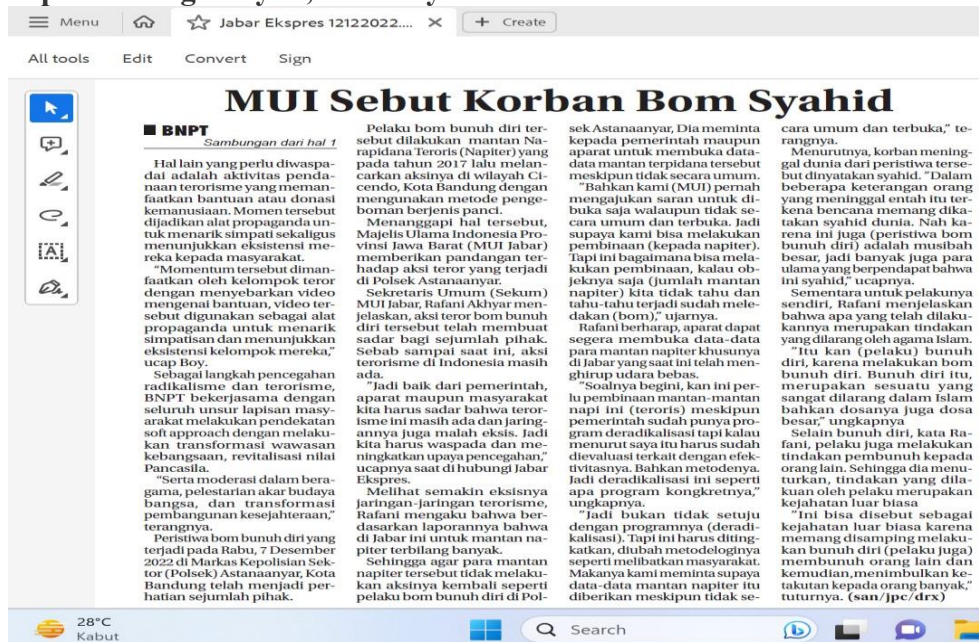 Menu
Jabar Ekspres 12122022....
+ Create
All tools
Edit
Convert
Sign
MUI Sebut Korban Bom Syahid
BNPT
Sambungan dari hal 1
Hal lain yang perlu diwaspa-
dai adalah aktivitas penda-
naan terorisme yang meman-
faatkan bantuan atau donasi
kemanusiaan. Momen tersebut
dijadikan alat propaganda un-
tuk menarik simpati sekaligus
menunjukkan eksistensi me-
reka kepada masyarakat.
"Momentum tersebut diman-
faatkan oleh kelompok teror
dengan menyebarkan video
mengenai bantuan, video ter-
sebut digunakan sebagai alat
propaganda untuk menarik
simpatisan dan menunjukkan
eksistensi kelompok mereka,"
ucap Boy.
Sebagai langkah pencegahan
radikalisme dan terorisme,
BNPT bekerjasama dengan
seluruh unsur lapisan masy-
arakat melakukan pendekatan
soft approach dengan melaku-
kan transformasi wawasan
kebangsaan, revitalisasi nilai
Pancasila.
"Serta moderasi dalam bera-
gama, pelestarian akar budaya
bangsa, dan transformasi
pembangunan kesejahteraan,"
terangnya.
Peristiwa bom bunuh diri yang
terjadi pada Rabu, 7 Desember
2022 di Markas Kepolisian Sek-
tor (Polsek) Astananyar, Kota
Bandung telah menjadi per-
hatian sejumlah pihak.
Pelaku bom bunuh diri ter-
sebut dilakukan mantan Na-
rapidana Teroris (Napiter) yang
pada tahun 2017 lalu melan-
carkan aksinya di wilayah Ci-
cendo, Kota Bandung dengan
mengunakan metode penge-
boman berjenis panci.
Menanggapi hal tersebut,
Majelis Ulama Indonesia Pro-
vinsi Jawa Barat (MUI Jabar)
memberikan pandangan ter-
hadap aksi teror yang terjadi
di Polsek Astanaanyar.
Sekretaris Umum (Sekum)
MUI Jabar, Rafani Akhyar men-
jelaskan, aksi teror bom bunuh
diri tersebut telah membuat
sadar bagi sejumlah pihak.
Sebab sampai saat ini, aksi
terorisme di Indonesia masih
ada.
"Jadi baik dari pemerintah,
aparat maupun masyarakat
kita harus sadar bahwa teror-
isme ini masih ada dan jaring-
annya juga malah eksis. Jadi
kita harus waspada dan me-
ningkatkan upaya pencegahan,"
ucapnya saat di hubungi Jabar
Ekspres.
Melihat semakin eksisnya
jaringan-jaringan terorisme,
Rafani mengaku bahwa ber-
dasarkan laporannya bahwa
di Jabar ini untuk mantan na-
piter terbilang banyak.
Sehingga agar para mantan
napiter tersebut tidak melaku-
kan aksinya kembali seperti
pelaku bom bunuh diri di Pol-
sek Astanaanyar, Dia meminta
kepada pemerintah maupun
aparat untuk membuka data-
data mantan terpidana tersebut
meskipun tidak secara umum.
"Bahkan kami (MUI) pernah
mengajukan saran untuk di-
buka saja walaupun tidak se-
cara umum dan terbuka. Jadi
supaya kami bisa melakukan
pembinaan (kepada napiter).
Tapi ini bagaimana bisa mela-
kukan pembinaan, kalau ob-
jeknya saja (jumlah mantan
napiter) kita tidak tahu dan
tahu-tahu terjadi sudah mele-
dakan (bom)," ujarnya.
Rafani berharap, aparat dapat
segera membuka data-data
para mantan napiter khusunya
di Jabar yang saat ini telah men-
ghirup udara bebas.
"Soalnya begini, kan ini per-
lu pembinaan mantan-mantan
napi ini (teroris) meskipun
pemerintah sudah punya pro-
gram deradikalisasi tapi kalau
menurut saya itu harus sudah
dievaluasi terkait dengan efek-
tivitasnya. Bahkan metodenya.
Jadi deradikalisasi ini seperti
apa program kongkretnya,"
ungkapnya.
"Jadi bukan tidak setuju
dengan programnya (deradi-
kalisasi). Tapi ini harus diting-
katkan, diubah metodeloginya
seperti melibatkan masyarakat.
Makanya kami meminta supaya
data-data mantan napiter itu
diberikan meskipun tidak se-
cara umum dan terbuka," te-
rangnya.
Menurutnya, korban mening-
gal dunia dari peristiwa terse-
but dinyatakan syahid. "Dalam
beberapa keterangan orang
yang meninggal entah itu ter-
kena bencana memang dika-
takan syahid dunia. Nah ka-
rena ini juga (peristiwa bom
bunuh diri) adalah musibah
besar, jadi banyak juga para
ulama yang berpendapat bahwa
ini syahid," ucapnya.
Sementara untuk pelakunya
sendiri, Rafani menjelaskan
bahwa apa yang telah dilaku-
kannya merupakan tindakan
yang dilarang oleh agama Islam.
"Itu kan (pelaku) bunuh
diri, karena melakukan bom
bunuh diri. Bunuh diri itu,
merupakan sesuatu yang
sangat dilarang dalam Islam
bahkan dosanya juga dosa
besar," ungkapnya
Selain bunuh diri, kata Ra-
fani, pelaku juga melakukan
tindakan pembunuh kepada
orang lain. Sehingga dia menu-
turkan, tindakan yang dila-
kuan oleh pelaku merupakan
kejahatan luar biasa
"Ini bisa disebut sebagai
kejahatan luar biasa karena
memang disamping melaku-
kan bunuh diri (pelaku juga)
membunuh orang lain dan
kemudian,menimbulkan ke-
takutan kepada orang banyak,"
tuturnya. (san/jpc/drx)
28°C
Kabut
Search